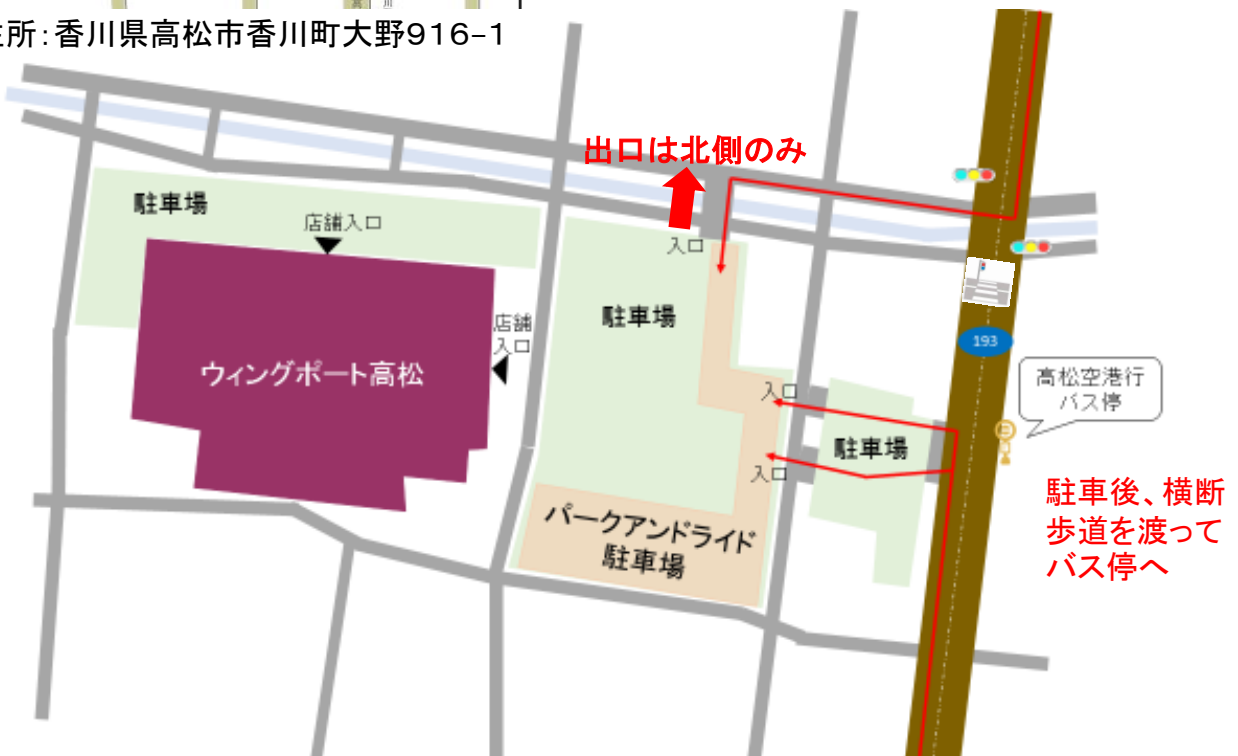 所：香川県高松市香川町大野916−1
出口は北側のみ
駐車場
店舗入口
入口
駐車場
店舗
入口
ウィングポート高松
193
高松空港行
バス停
入口
駐車場
入口
駐車後、横断
歩道を渡って
バス停へ
パークアンドライド
駐車場